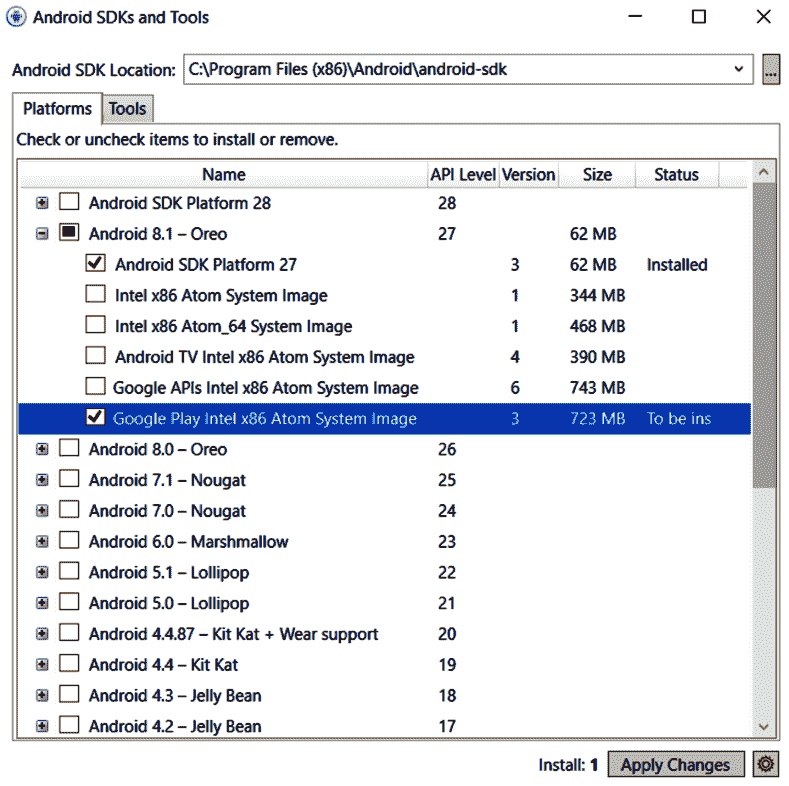 Android SDKs and Tools
Android SDK Location: C:\Program Files (x86)\Android\android-sdk ...
Platforms Tools
Check or uncheck items to install or remove.
Name API Level Version Size Status
Android SDK Platform 28 28
Android 8.1 – Oreo 27 62 MB
Android SDK Platform 27 3 62 MB Installed
Intel x86 Atom System Image 1 344 MB
Intel x86 Atom_64 System Image 1 468 MB
Android TV Intel x86 Atom System Image 4 390 MB
Google APIs Intel x86 Atom System Image 6 743 MB
Google Play Intel x86 Atom System Image 3 723 MB To be ins
Android 8.0 – Oreo 26
Android 7.1 – Nougat 25
Android 7.0 – Nougat 24
Android 6.0 – Marshmallow 23
Android 5.1 – Lollipop 22
Android 5.0 – Lollipop 21
Android 4.4.87 – Kit Kat + Wear support 20
Android 4.4 – Kit Kat 19
Android 4.3 – Jelly Bean 18
Android 4.2 – Jelly Bean 17
Install: 1 Apply Changes